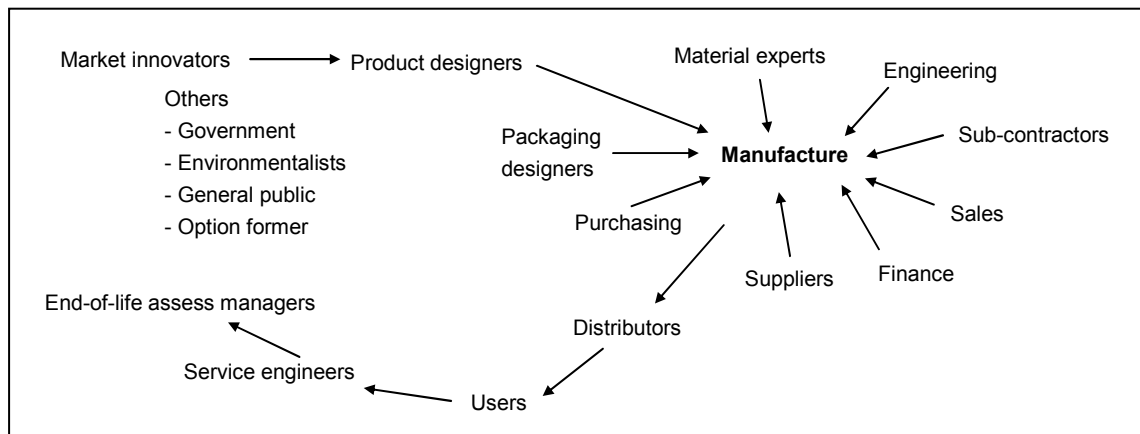 Market innovators
Product designers
Material experts
Engineering
Others
- Government
- Environmentalists
- General public
- Option former
Packaging
designers
Manufacture
Sub-contractors
Purchasing
Sales
Suppliers
Finance
End-of-life assess managers
Distributors
Service engineers
Users